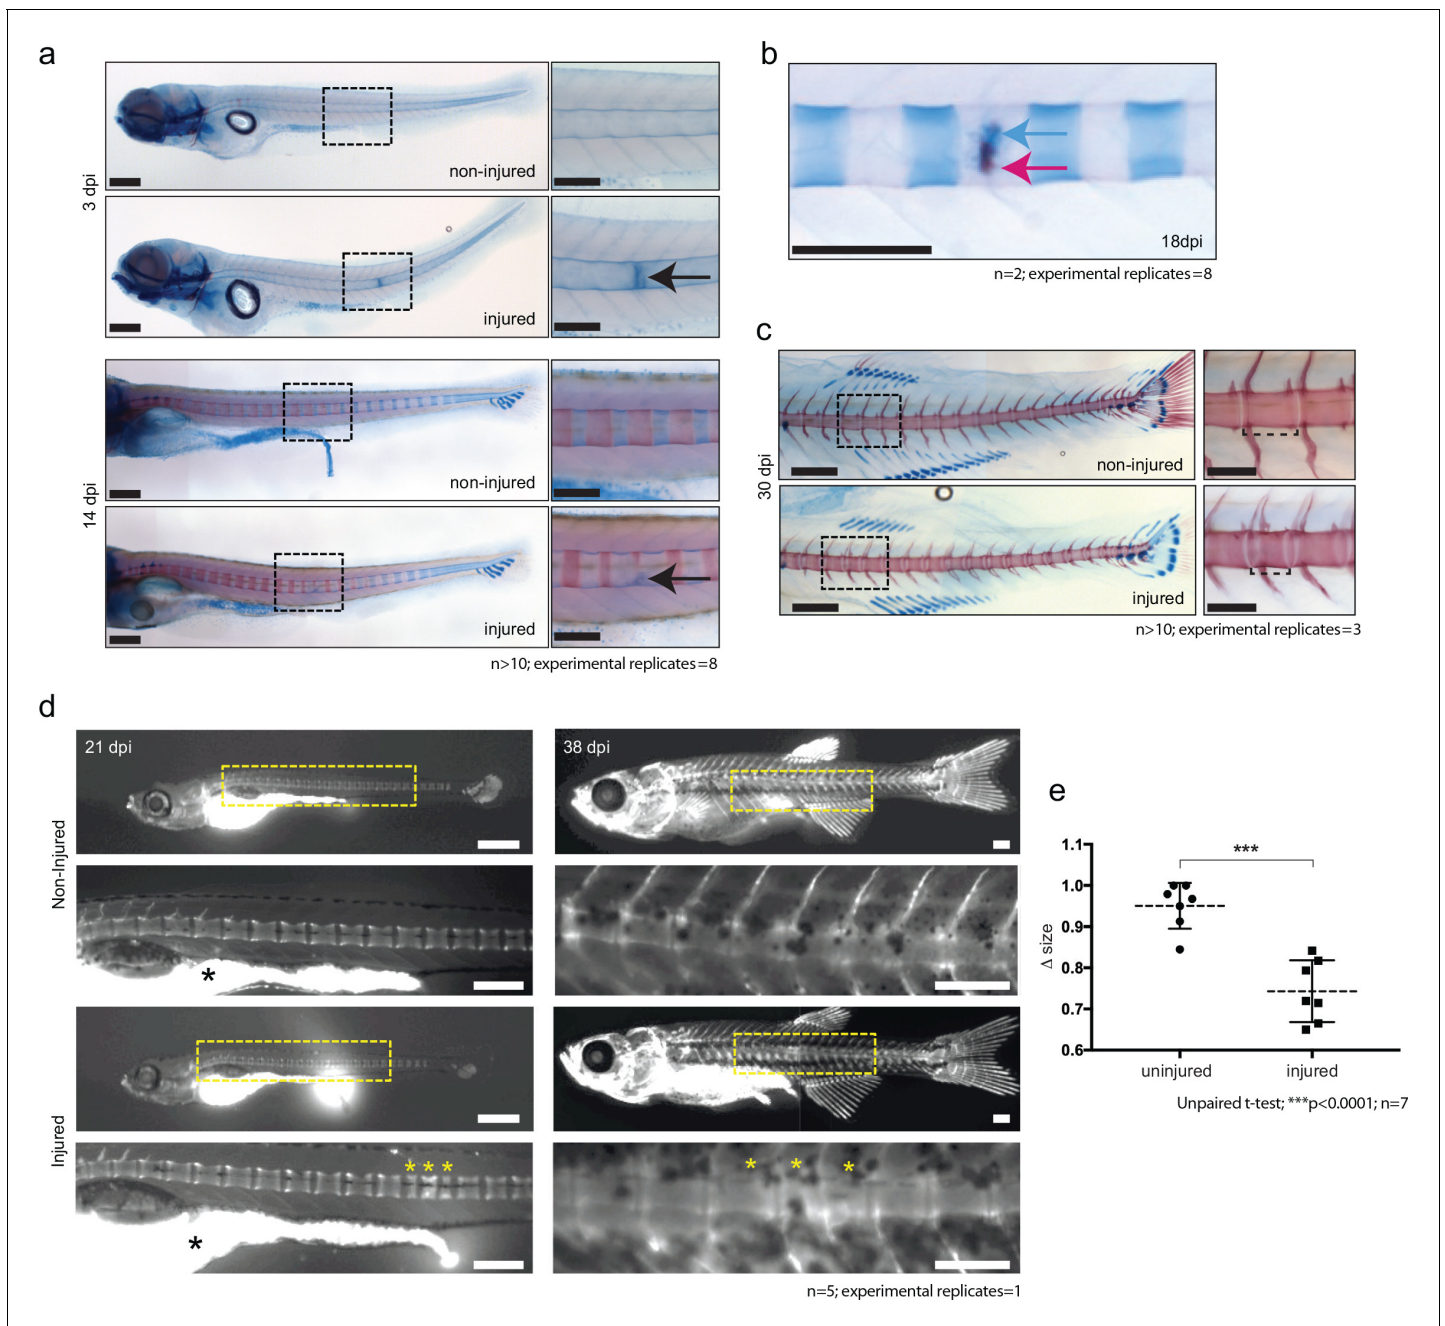 a
3 dpi
non-injured
injured
14 dpi
non-injured
injured
n>10; experimental replicates=8
b
18dpi
n=2; experimental replicates=8
c
30 dpi
non-injured
injured
n>10; experimental replicates=3
d
Non-Injured
21 dpi
38 dpi
*
Injured
* * *
* * *
*
n=5; experimental replicates=1
e
***
Δ size
1.1
1.0
0.9
0.8
0.7
0.6
uninjured
injured
Unpaired t-test; ***p<0.0001; n=7